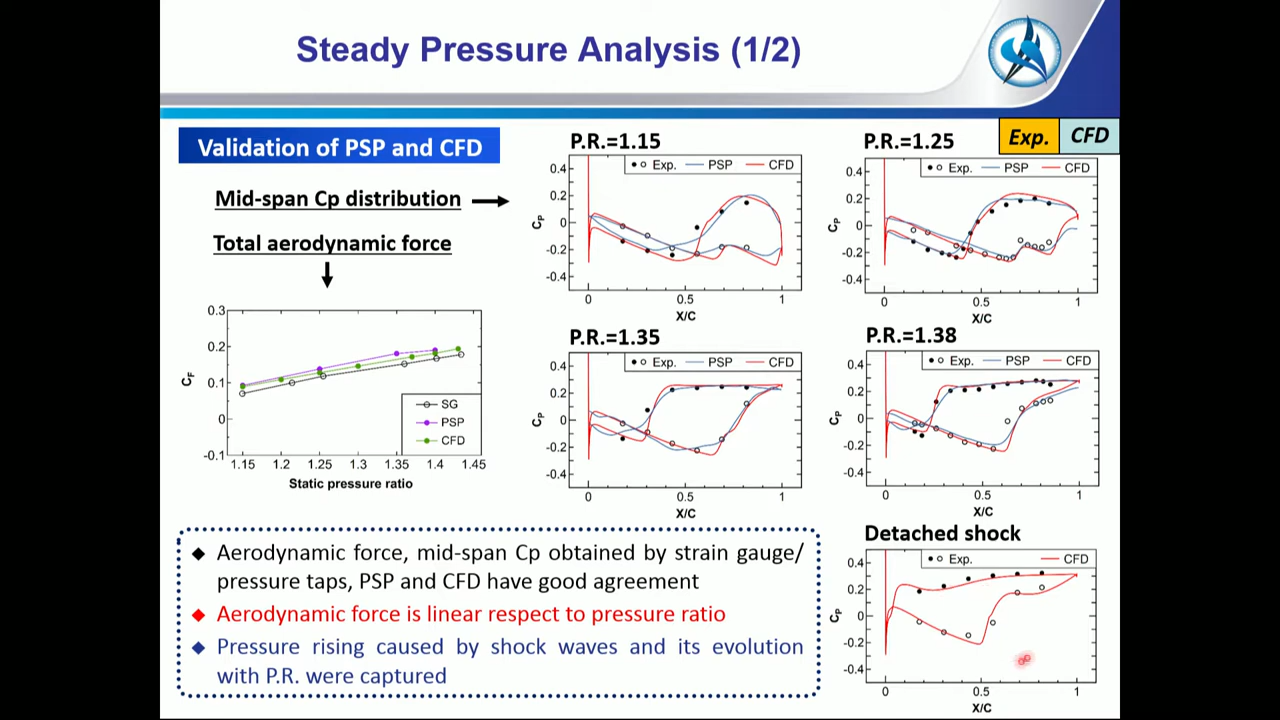 Steady Pressure Analysis (1/2)
Validation of PSP and CFD
Mid-span Cp distribution
Total aerodynamic force
Exp.
CFD
0.3
0.2
0.1
0
-0.1
CF
SG
PSP
CFD
1.15
1.2
1.25
1.3
1.35
1.4
1.45
Static pressure ratio
P.R.=1.15
Exp. PSP CFD
0.4
0.2
0
-0.2
-0.4
CP
0 0.5 1
X/C
P.R.=1.25
Exp. PSP CFD
0.4
0.2
0
-0.2
-0.4
CP
0 0.5 1
X/C
P.R.=1.35
Exp. PSP CFD
0.4
0.2
0
-0.2
-0.4
CP
0 0.5 1
X/C
P.R.=1.38
Exp. PSP CFD
0.4
0.2
0
-0.2
-0.4
CP
0 0.5 1
X/C
Detached shock
Exp. CFD
0.4
0.2
0
-0.2
-0.4
CP
0 0.5 1
X/C
Aerodynamic force, mid-span Cp obtained by strain gauge/
pressure taps, PSP and CFD have good agreement
Aerodynamic force is linear respect to pressure ratio
Pressure rising caused by shock waves and its evolution
with P.R. were captured